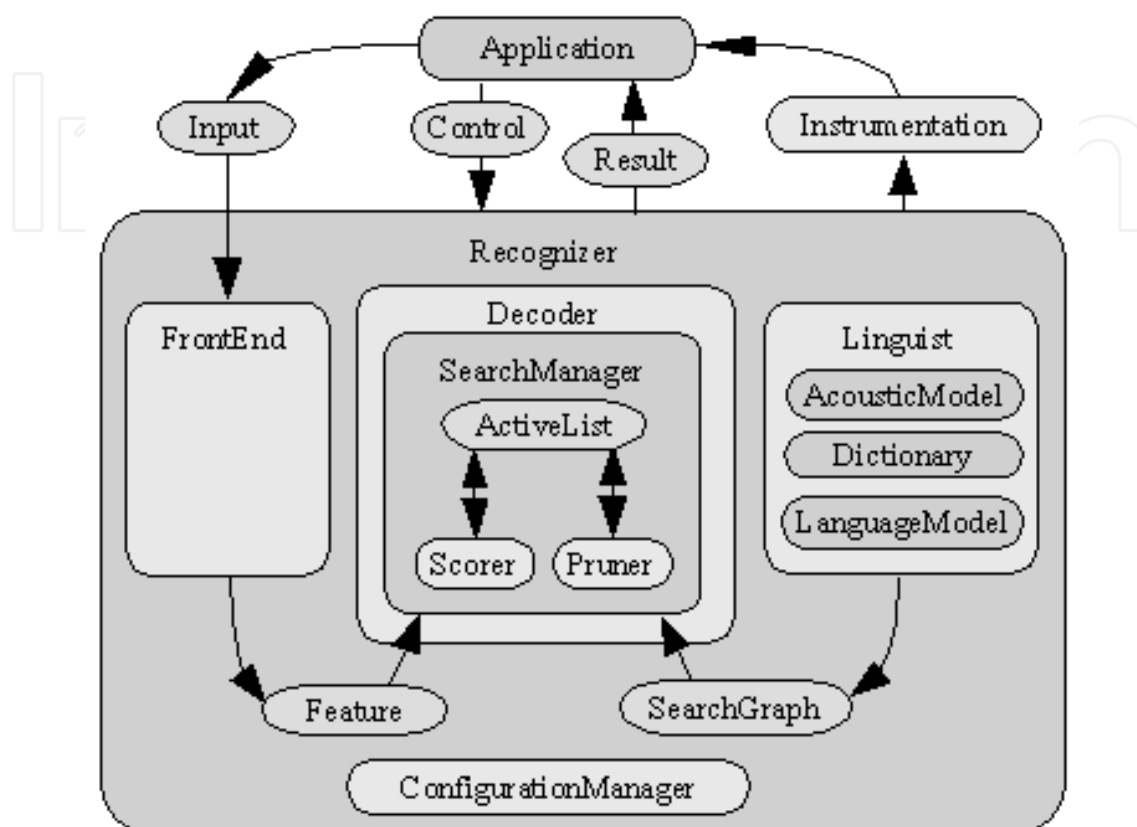 Application
Input
Control
Result
Instrumentation
Recognizer
FrontEnd
Decoder
SearchManager
ActiveList
Scorer
Pruner
Linguist
AcousticModel
Dictionary
LanguageModel
Feature
SearchGraph
ConfigurationManager